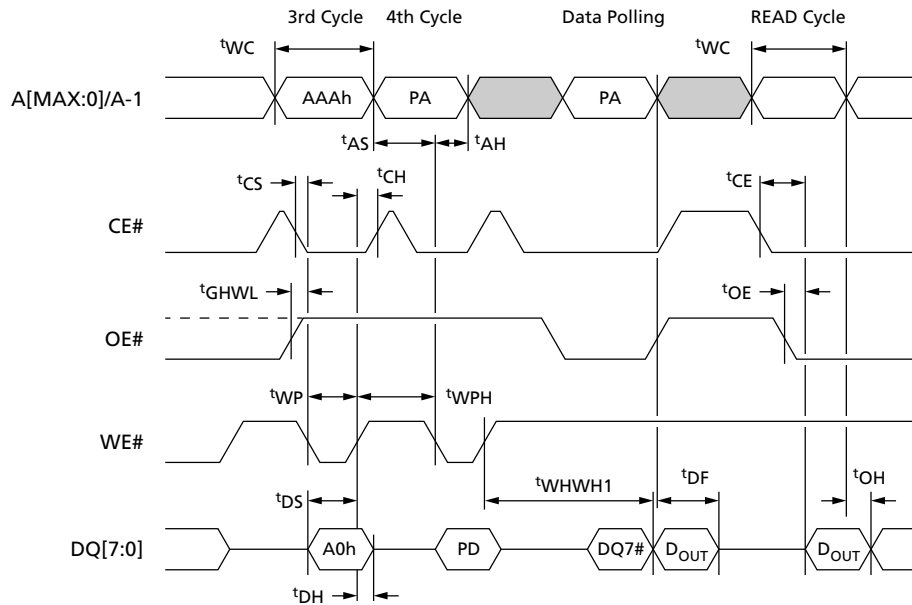 3rd Cycle 4th Cycle Data Polling READ Cycle
tWC tWC
A[MAX:0]/A-1 AAAh PA PA
tAS tAH
tCS tCH tCE
CE#
tGHWL tOE
OE#
tWP tWPH
WE#
tDS tWHWH1 tDF tOH
DQ[7:0] A0h PD DQ7# DOUT DOUT
tDH